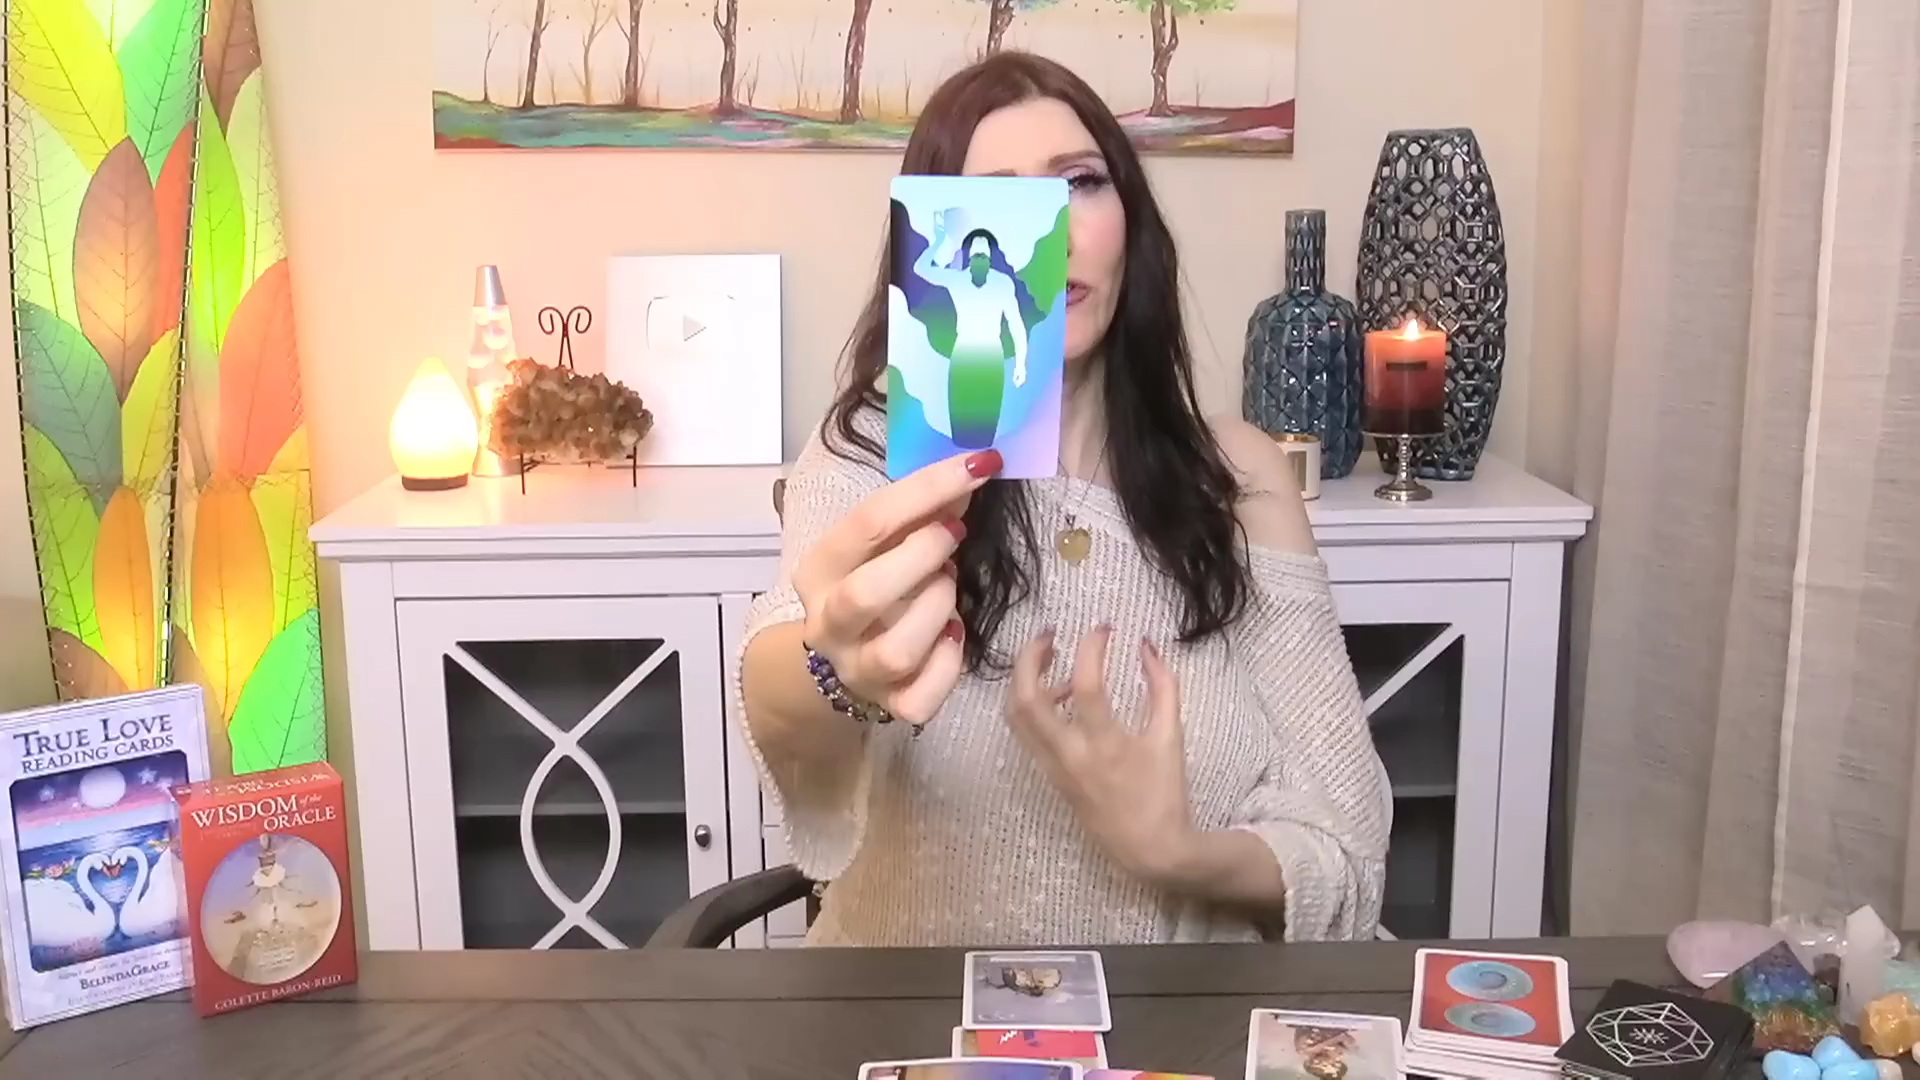 TRUE LOVE
READING CARDS
BELINDAGRACE
WISDOM of the
ORACLE
COLETTE BARON-REID